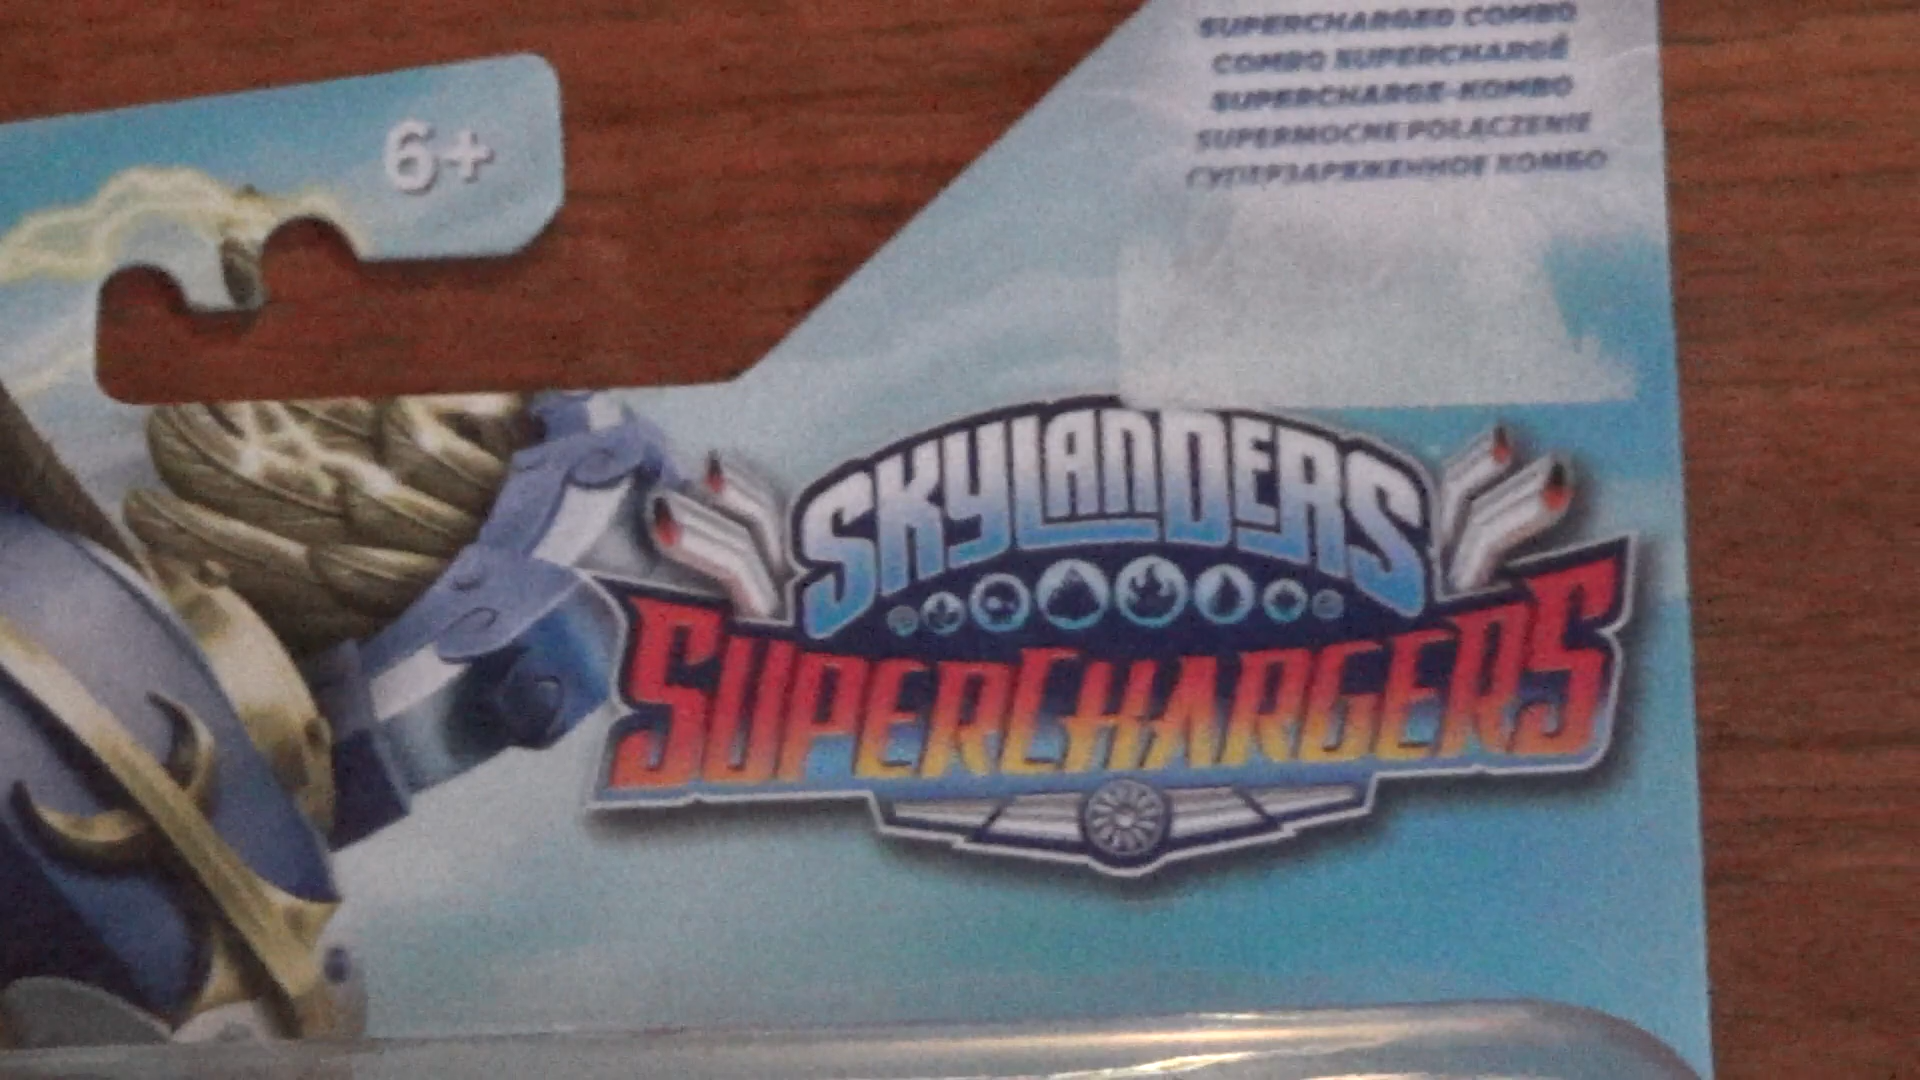 SUPERCHARGED COMBO
COMBO SUPERCHARGÉ
SUPERCHARGE-KOMBO
SUPERMOCNE POŁĄCZENIE
СУПЕРЗАРЯЖЕННОЕ КОМБО
6+
SKYLANDERS
SUPERCHARGERS